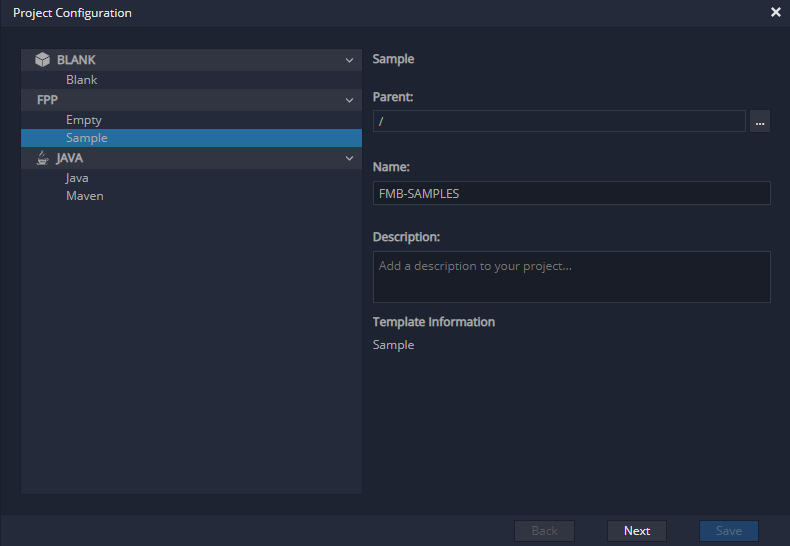 Project Configuration
BLANK
Blank
FPP
Empty
Sample
JAVA
Java
Maven
Sample
Parent:
/
...
Name:
FMB-SAMPLES
Description:
Add a description to your project...
Template Information
Sample
Back
Next
Save